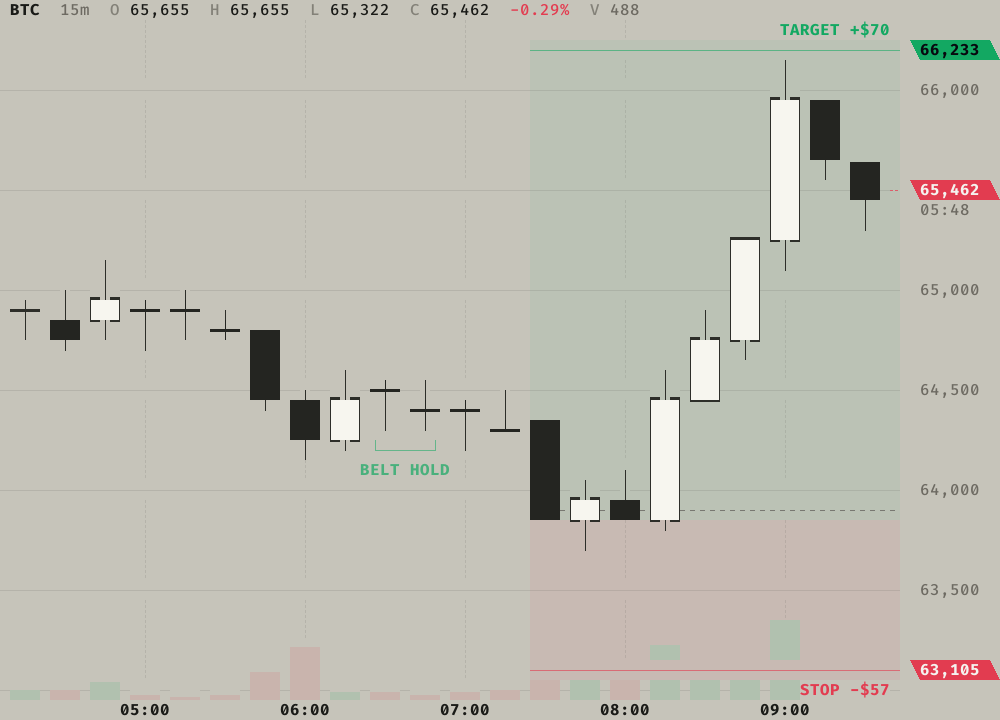 BTC 15m O 65,655 H 65,655 L 65,322 C 65,462 -0.29% V 488
TARGET +$70
66,233
66,000
65,462
05:48
65,000
64,500
BELT HOLD
64,000
63,500
63,105
STOP -$57
05:00 06:00 07:00 08:00 09:00